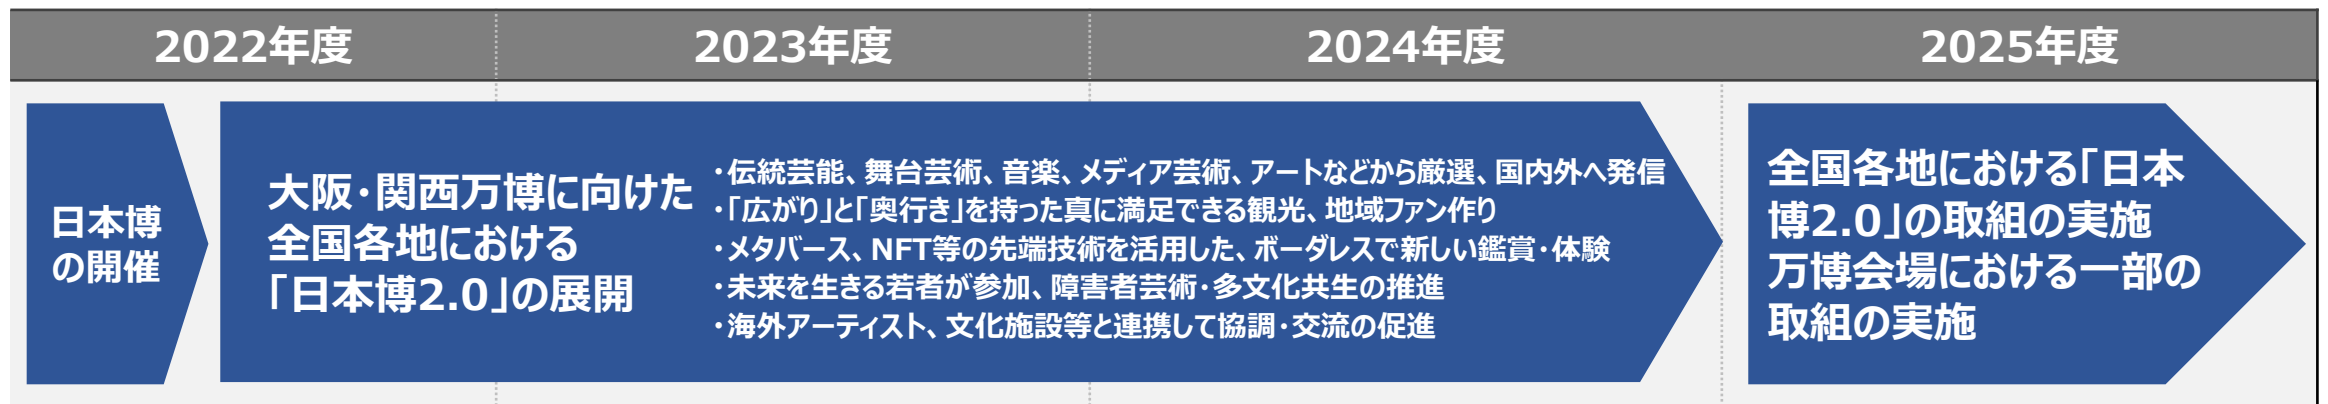 2022年度
2023年度
2024年度
2025年度
日本博
の開催
大阪・関西万博に向けた
全国各地における
「日本博2.0」の展開
・伝統芸能、舞台芸術、音楽、メディア芸術、アートなどから厳選、国内外へ発信
・「広がり」と「奥行き」を持った真に満足できる観光、地域ファン作り
・メタバース、NFT等の先端技術を活用した、ボーダレスで新しい鑑賞・体験
・未来を生きる若者が参加、障害者芸術・多文化共生の推進
・海外アーティスト、文化施設等と連携して協調・交流の促進
全国各地における「日本
博2.0」の取組の実施
万博会場における一部の
取組の実施